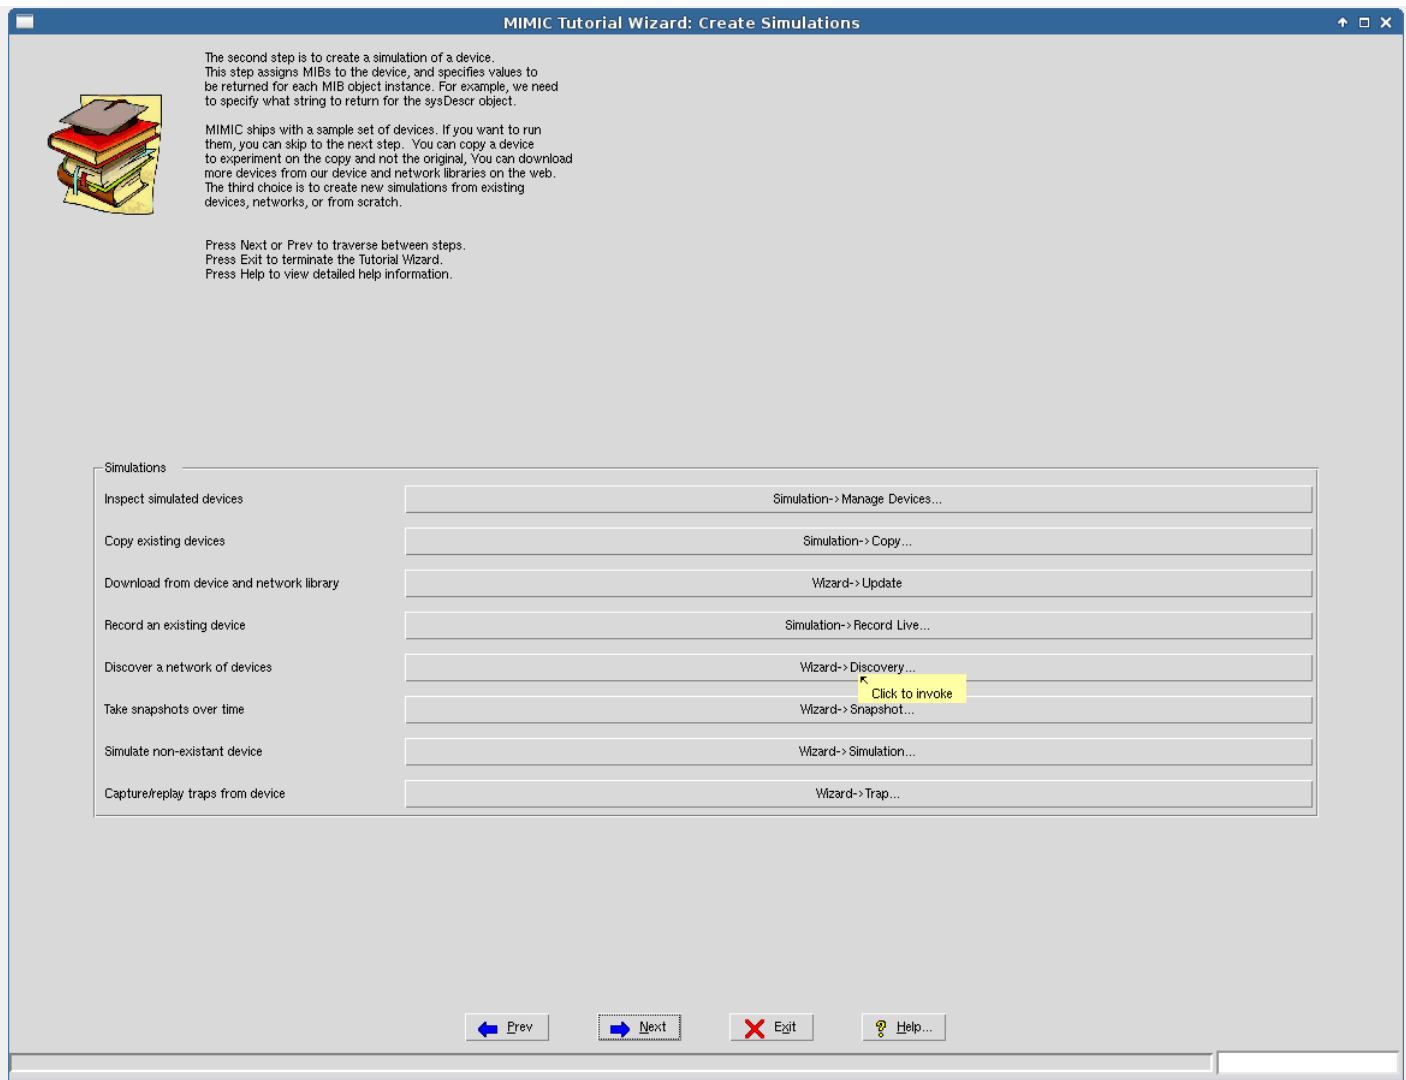 MIMIC Tutorial Wizard: Create Simulations
The second step is to create a simulation of a device.
This step assigns MIBs to the device, and specifies values to
be returned for each MIB object instance. For example, we need
to specify what string to return for the sysDescr object.
MIMIC ships with a sample set of devices. If you want to run
them, you can skip to the next step. You can copy a device
to experiment on the copy and not the original, You can download
more devices from our device and network libraries on the web.
The third choice is to create new simulations from existing
devices, networks, or from scratch.
Press Next or Prev to traverse between steps.
Press Exit to terminate the Tutorial Wizard.
Press Help to view detailed help information.
Simulations
Inspect simulated devices Simulation->Manage Devices...
Copy existing devices Simulation->Copy...
Download from device and network library Wizard->Update
Record an existing device Simulation->Record Live...
Discover a network of devices Wizard->Discovery...
Click to invoke
Take snapshots over time Wizard->Snapshot...
Simulate non-existant device Wizard->Simulation...
Capture/replay traps from device Wizard->Trap...
Prev Next Exit Help...